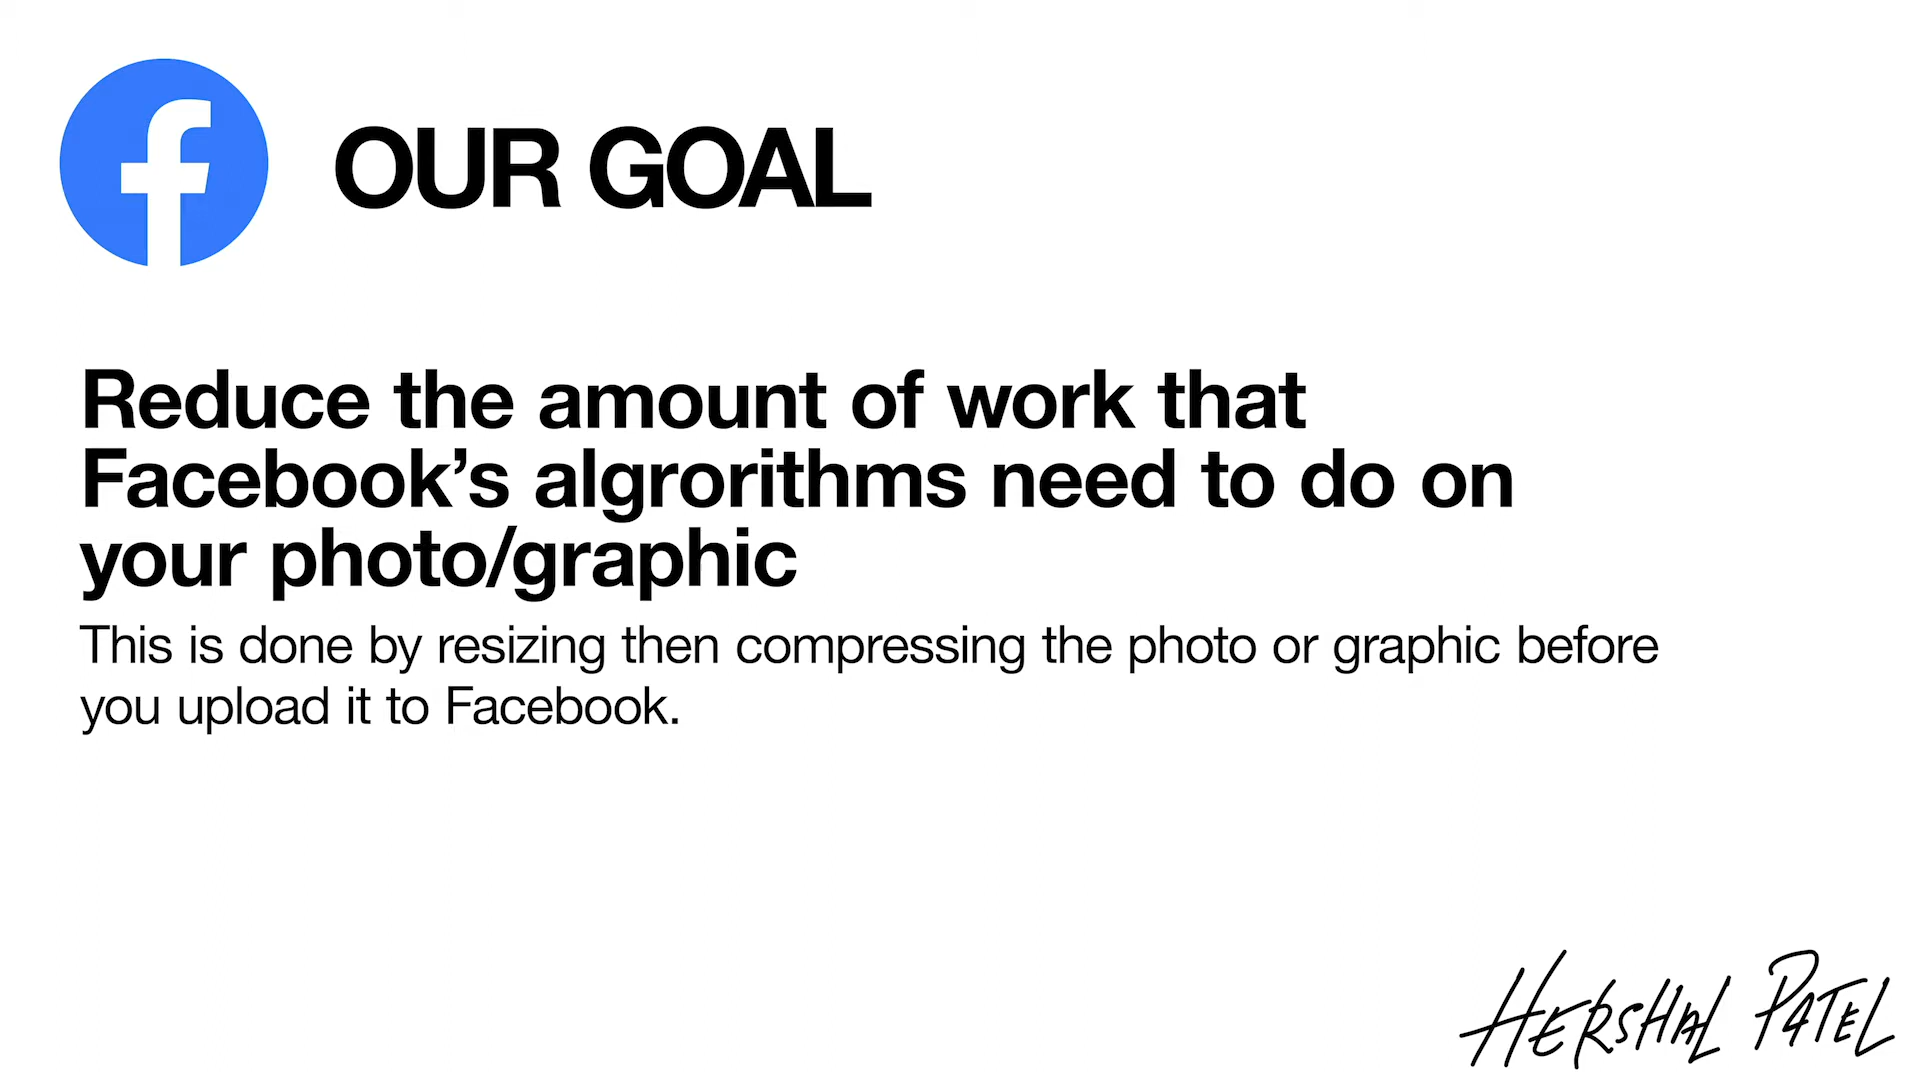 OUR GOAL
Reduce the amount of work that
Facebook’s algrorithms need to do on
your photo/graphic
This is done by resizing then compressing the photo or graphic before
you upload it to Facebook.
HERSHAL PATEL